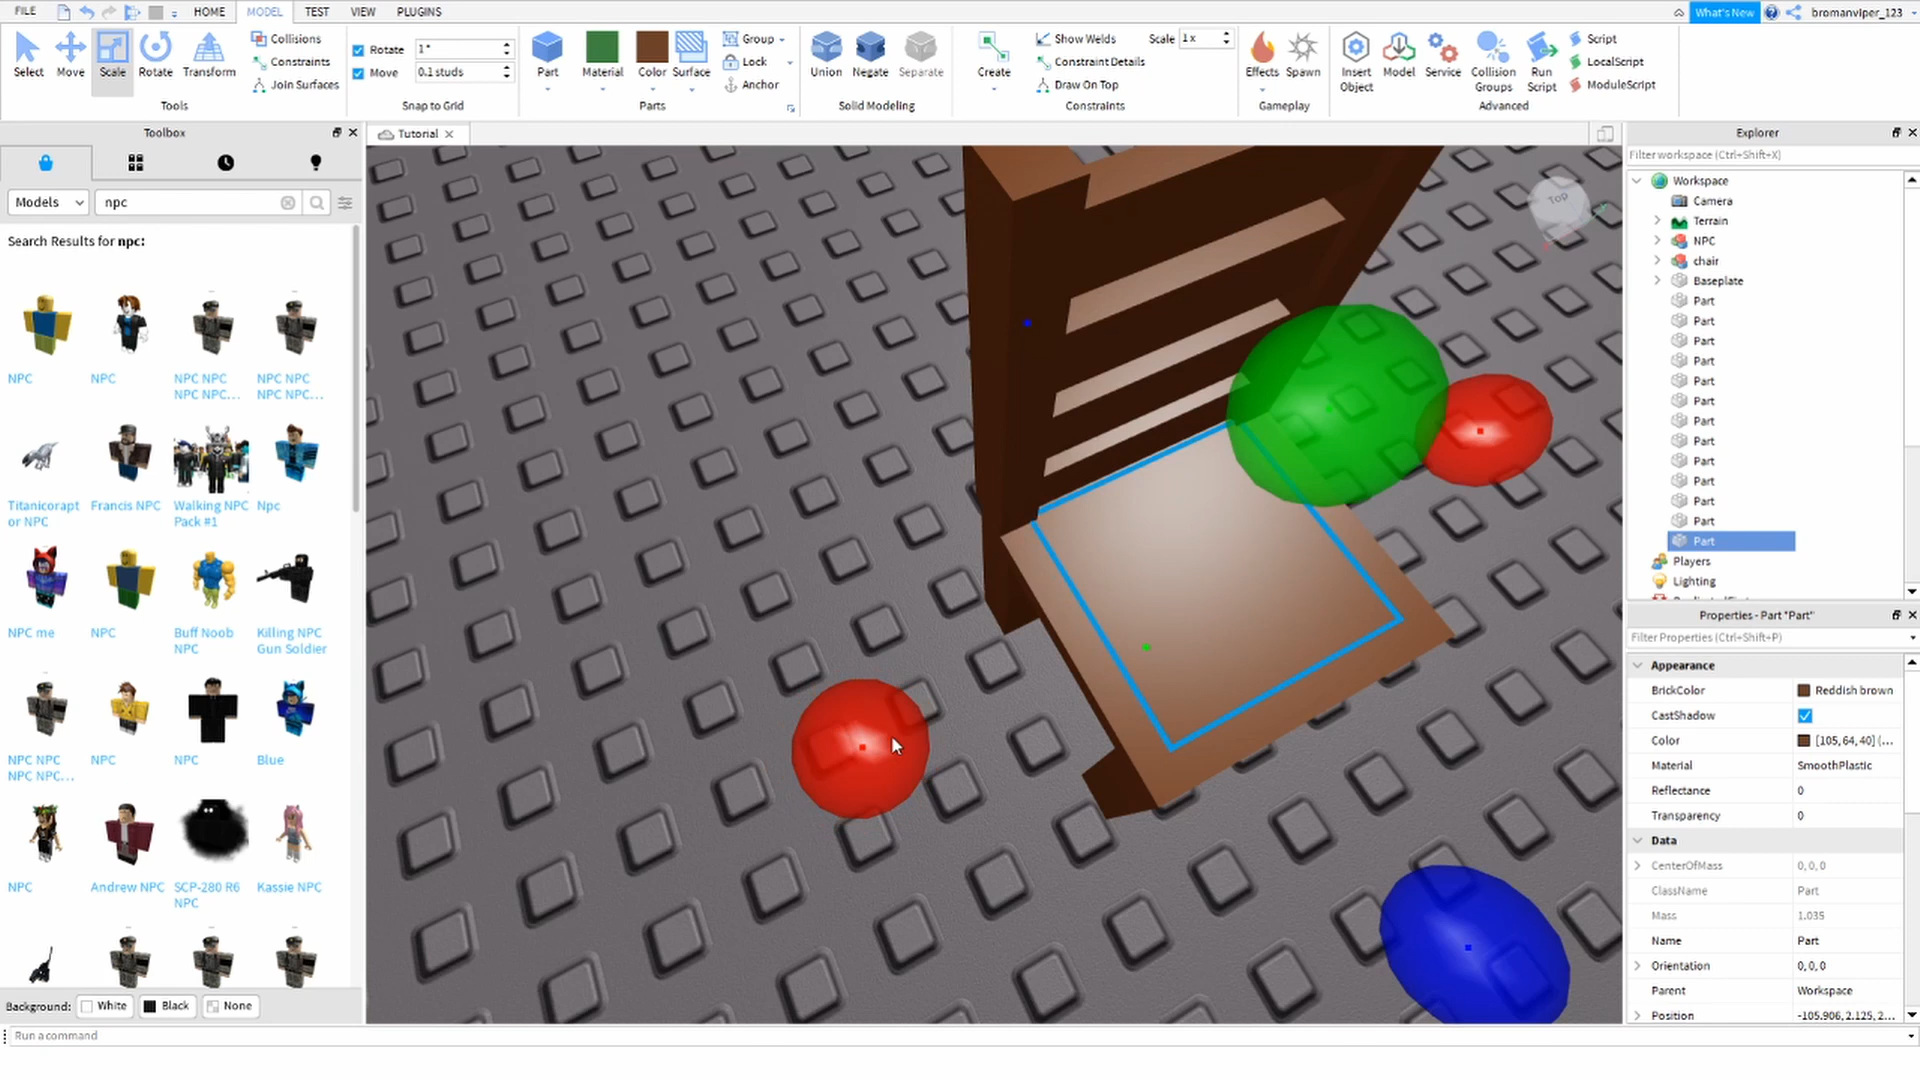 FILE HOME MODEL TEST VIEW PLUGINS What's New bromanviper_123
Select Move Scale Rotate Transform
Collisions
Constraints
Join Surfaces
Tools
Rotate 1°
Move 0.1 studs
Snap to Grid
Part Material Color Surface
Group
Lock
Anchor
Parts
Union Negate Separate
Solid Modeling
Create
Show Welds
Constraint Details
Draw On Top
Scale 1x
Constraints
Effects Spawn
Gameplay
Insert Object
Model
Service
Collision Groups
Run Script
Script
LocalScript
ModuleScript
Advanced
Toolbox
Models npc
Search Results for npc:
NPC NPC NPC NPC NPC NPC
NPC NPC... NPC NPC...
Titanicorapt Francis NPC Walking NPC Npc
or NPC Pack #1
NPC me NPC Buff Noob Killing NPC
NPC Gun Soldier
NPC NPC NPC NPC Blue
NPC NPC...
NPC Andrew NPC SCP-280 R6 Kassie NPC
NPC
Background: White Black None
Run a command
Tutorial
Top
Explorer
Filter workspace (Ctrl+Shift+X)
Workspace
Camera
Terrain
NPC
chair
Baseplate
Part
Part
Part
Part
Part
Part
Part
Part
Part
Part
Part
Part
Part
Players
Lighting
Properties - Part "Part"
Filter Properties (Ctrl+Shift+P)
Appearance
BrickColor Reddish brown
CastShadow
Color [105,64,40] (...
Material SmoothPlastic
Reflectance 0
Transparency 0
Data
CenterOfMass 0,0,0
ClassName Part
Mass 1.035
Name Part
Orientation 0,0,0
Parent Workspace
Position -105.906, 2.125, 2...